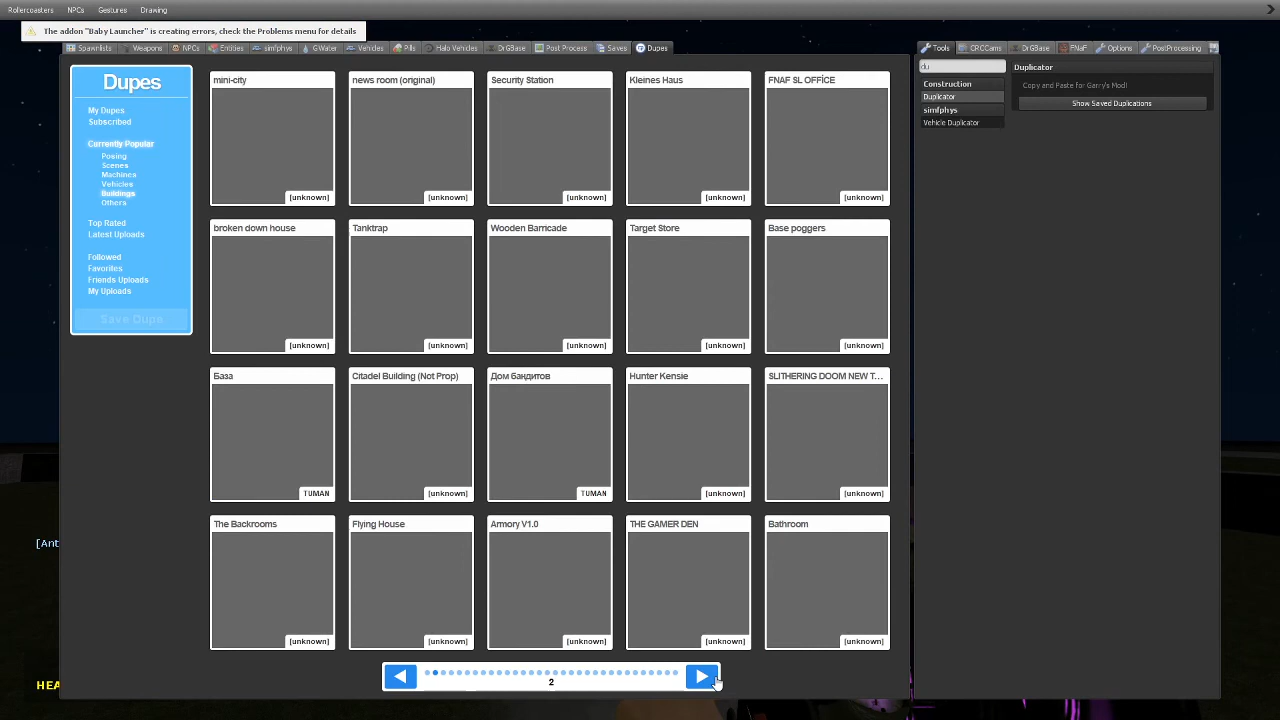 Rollercoasters NPCs Gestures Drawing
The addon "Baby Launcher" is creating errors, check the Problems menu for details
Spawnlists Weapons NPCs Entities simfphys GWater Vehicles Pills Halo Vehicles DrGBase Post Process Saves Dupes
Tools CRCCams DrGBase FNaF Options PostProcessing
du
Construction
Duplicator
simfphys
Vehicle Duplicator
Duplicator
Copy and Paste for Garry's Mod!
Show Saved Duplications
Dupes
My Dupes
Subscribed
Currently Popular
Posing
Scenes
Machines
Vehicles
Buildings
Others
Top Rated
Latest Uploads
Followed
Favorites
Friends Uploads
My Uploads
Save Dupe
mini-city news room (original) Security Station Kleines Haus FNAF SL OFFİCE
[unknown] [unknown] [unknown] [unknown] [unknown]
broken down house Tanktrap Wooden Barricade Target Store Base poggers
[unknown] [unknown] [unknown] [unknown] [unknown]
База Citadel Building (Not Prop) Дом бандитов Hunter Kensie SLITHERING DOOM NEW T...
TUMAN [unknown] TUMAN [unknown] [unknown]
The Backrooms Flying House Armory V1.0 THE GAMER DEN Bathroom
[unknown] [unknown] [unknown] [unknown] [unknown]
2
[Ant
HEA